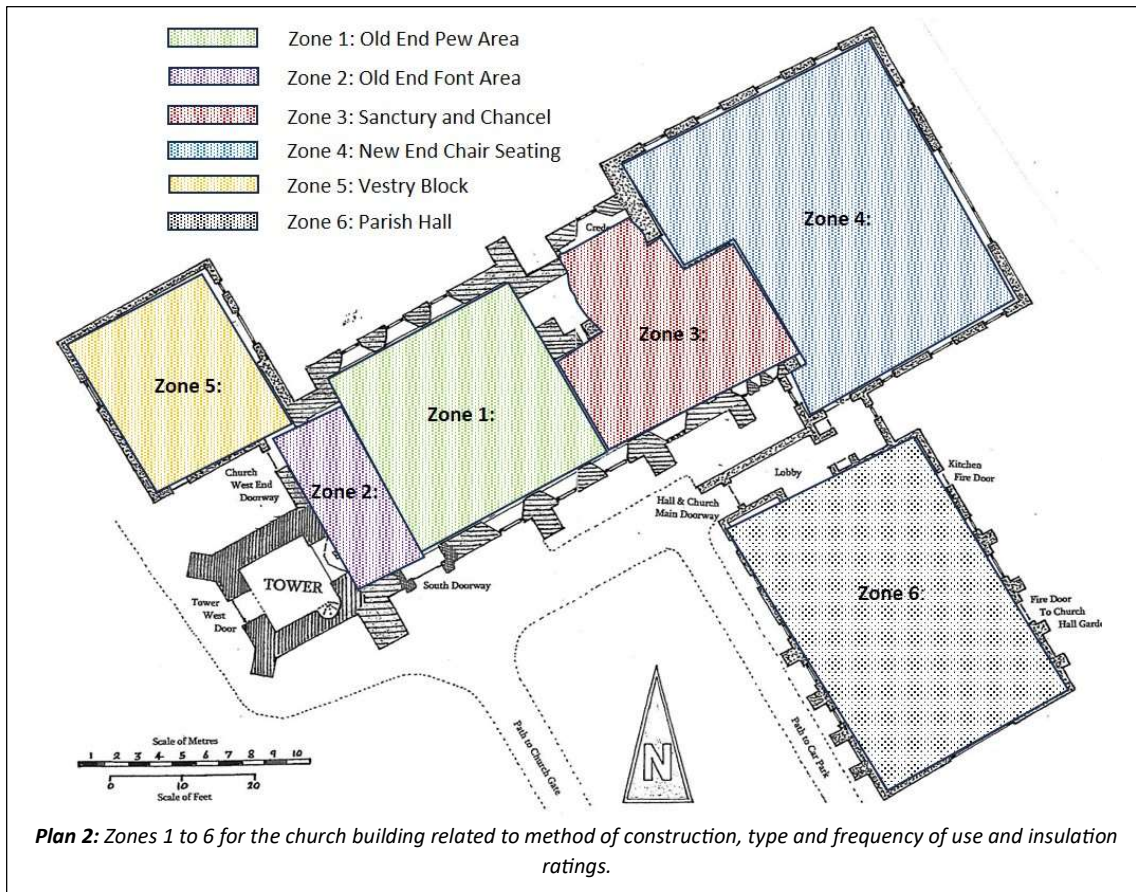 Zone 1: Old End Pew Area
Zone 2: Old End Font Area
Zone 3: Sanctury and Chancel
Zone 4: New End Chair Seating
Zone 5: Vestry Block
Zone 6: Parish Hall
Zone 4:
Cred
Zone 3:
Zone 5:
Zone 1:
Church
West End
Doorway
Zone 2:
Lobby
Kitchen
Fire Door
Hall & Church
Main Doorway
TOWER
South Doorway
Tower
West
Door
Zone 6:
Fire Door
To Church
Hall Garde
Path to Church Gate
Path to Car Park
N
Scale of Metres
1 2 3 4 5 6 7 8 9 10
0 10 20
Scale of Feet
Plan 2: Zones 1 to 6 for the church building related to method of construction, type and frequency of use and insulation
ratings.